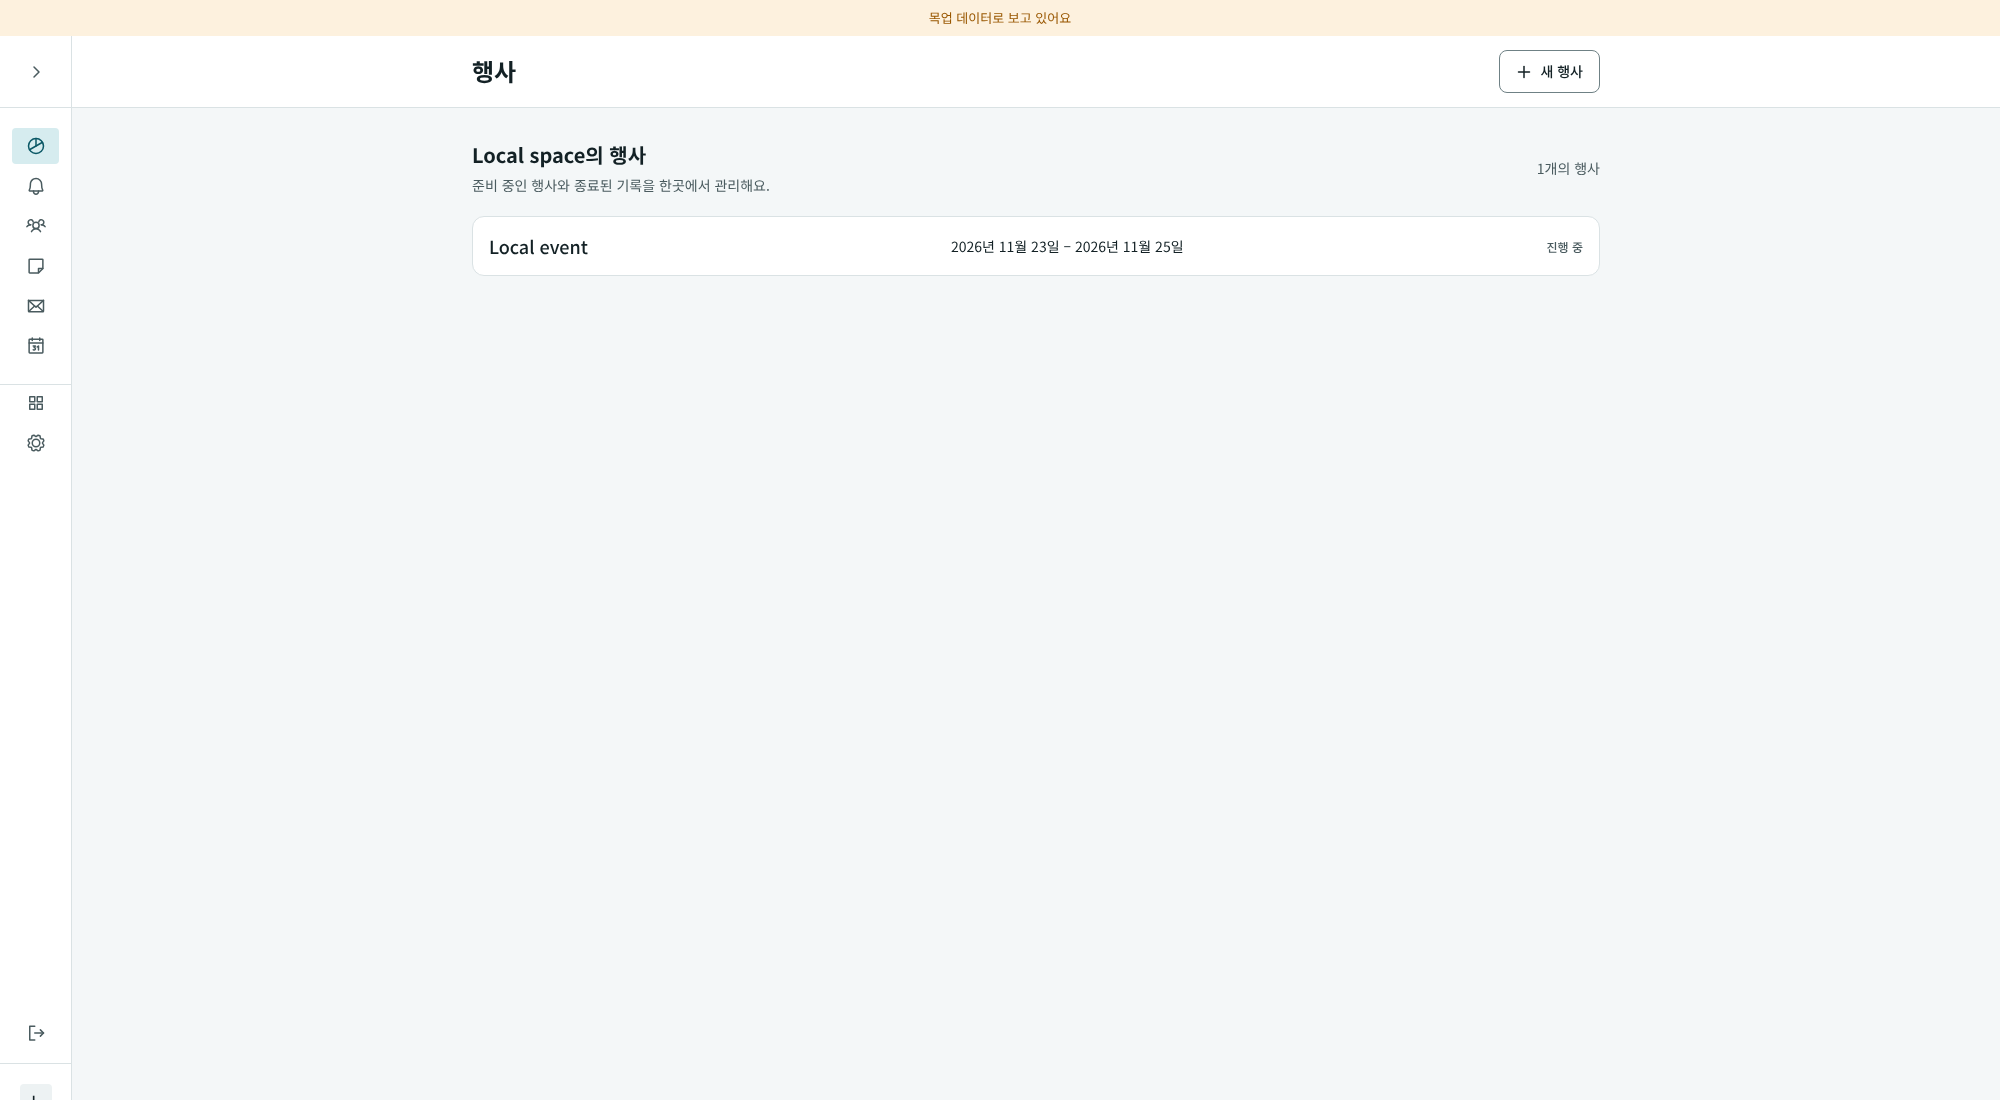 목업 데이터로 보고 있어요
행사
새 행사
Local space의 행사
준비 중인 행사와 종료된 기록을 한곳에서 관리해요.
1개의 행사
Local event
2026년 11월 23일 – 2026년 11월 25일
진행 중
31